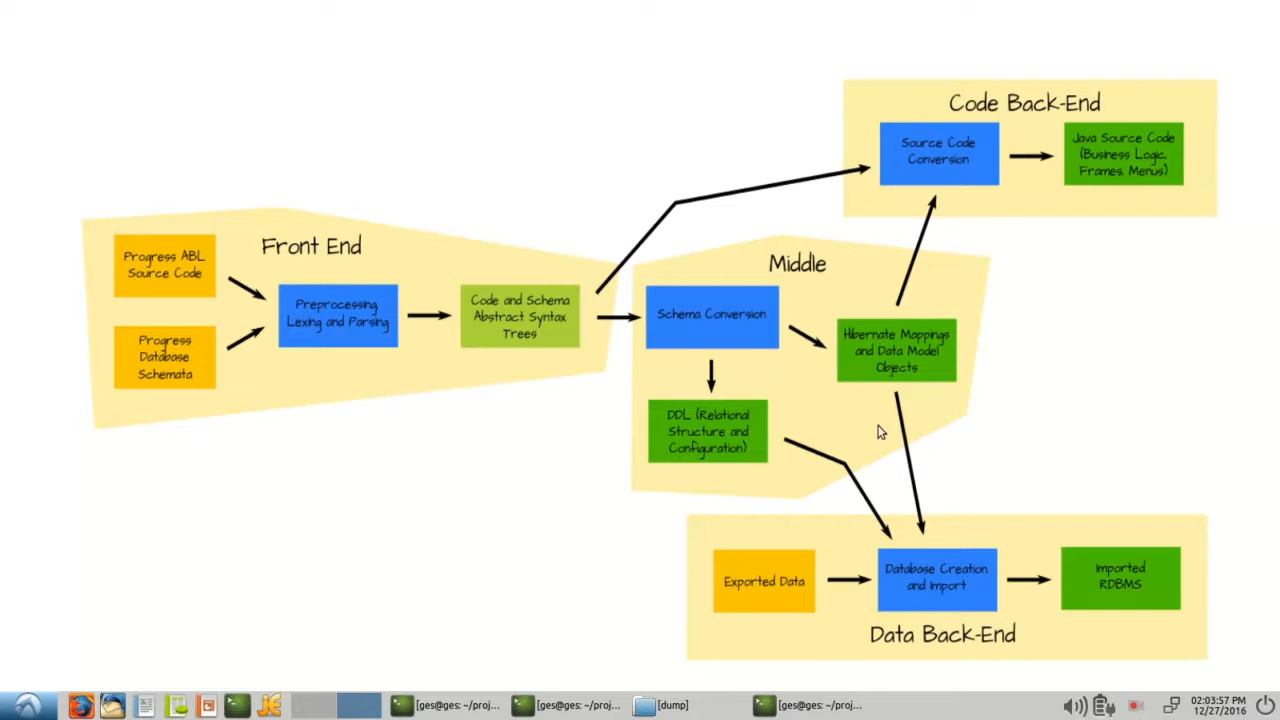 Code Back-End
Source Code
Conversion
Java Source Code
(Business Logic,
Frames, Menus)
Front End
Progress ABL
Source Code
Preprocessing,
Lexing and Parsing
Code and Schema
Abstract Syntax
Trees
Progress
Database
Schemata
Middle
Schema Conversion
Hibernate Mappings
and Data Model
Objects
DDL (Relational
Structure and
Configuration)
Exported Data
Database Creation
and Import
Imported
RDBMS
Data Back-End
[ges@ges: ~/proj...
[ges@ges: ~/proj...
[dump]
[ges@ges: ~/proj...
02:03:57 PM
12/27/2016